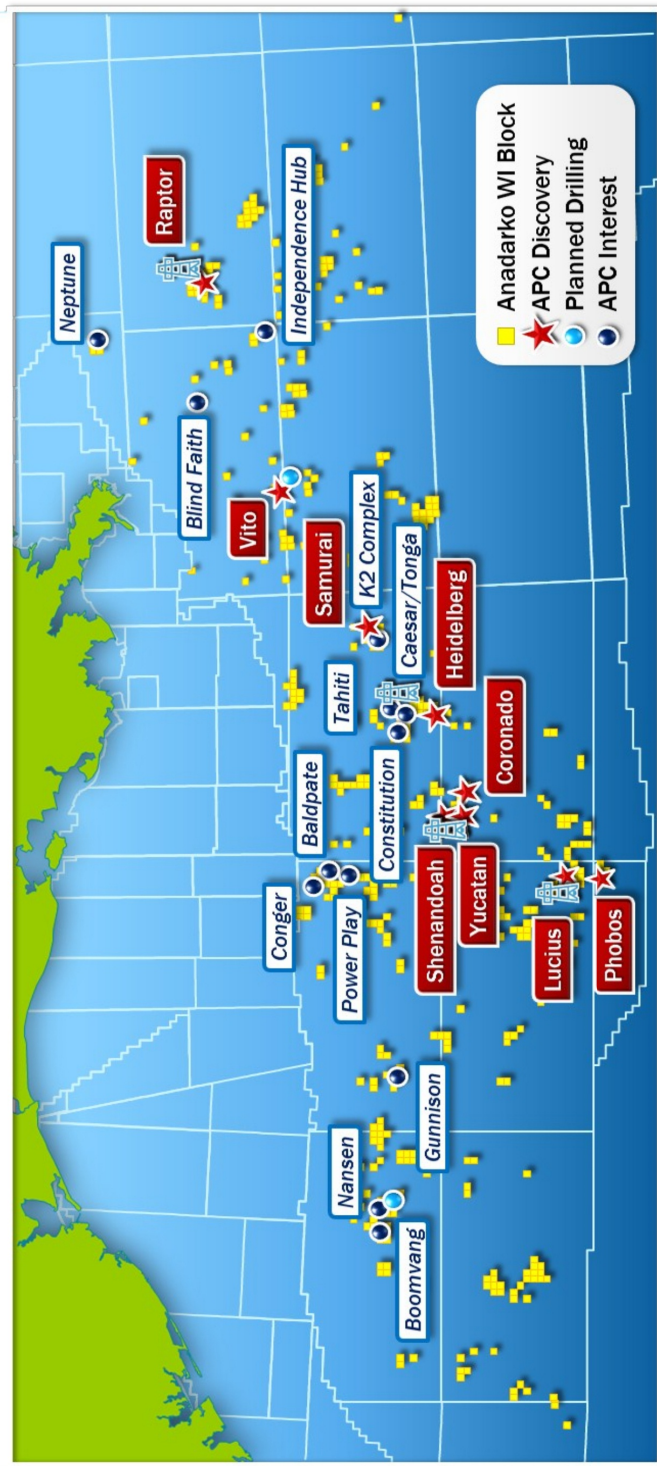 Neptune
Raptor
Independence Hub
Blind Faith
Vito
Samurai
K2 Complex
Caesar/Tonga
Heidelberg
Tahiti
Baldpate
Constitution
Coronado
Conger
Power Play
Shenandoah
Yucatan
Lucius
Phobos
Nansen
Gunnison
Boomvang
Anadarko WI Block
APC Discovery
Planned Drilling
APC Interest